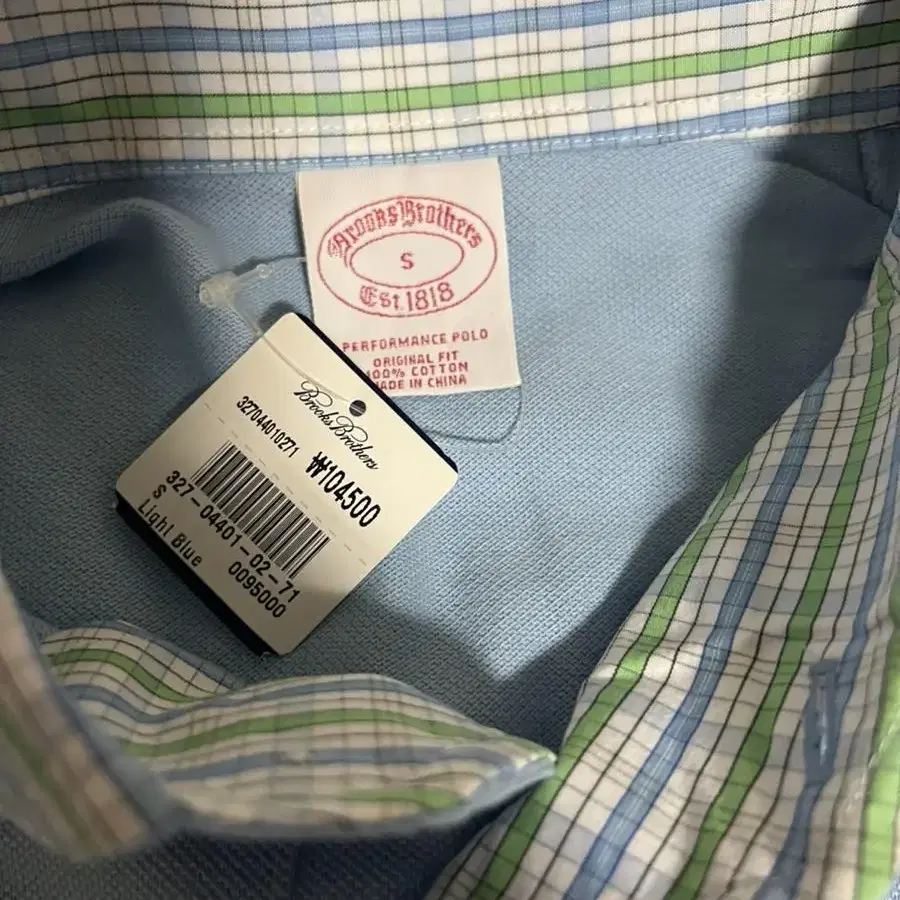 Brooks Brothers
S
Est. 1818
PERFORMANCE POLO
ORIGINAL FIT
100% COTTON
MADE IN CHINA
Brooks Brothers
327044010271
₩104500
327-04401-02-71
S
Light Blue
0095000